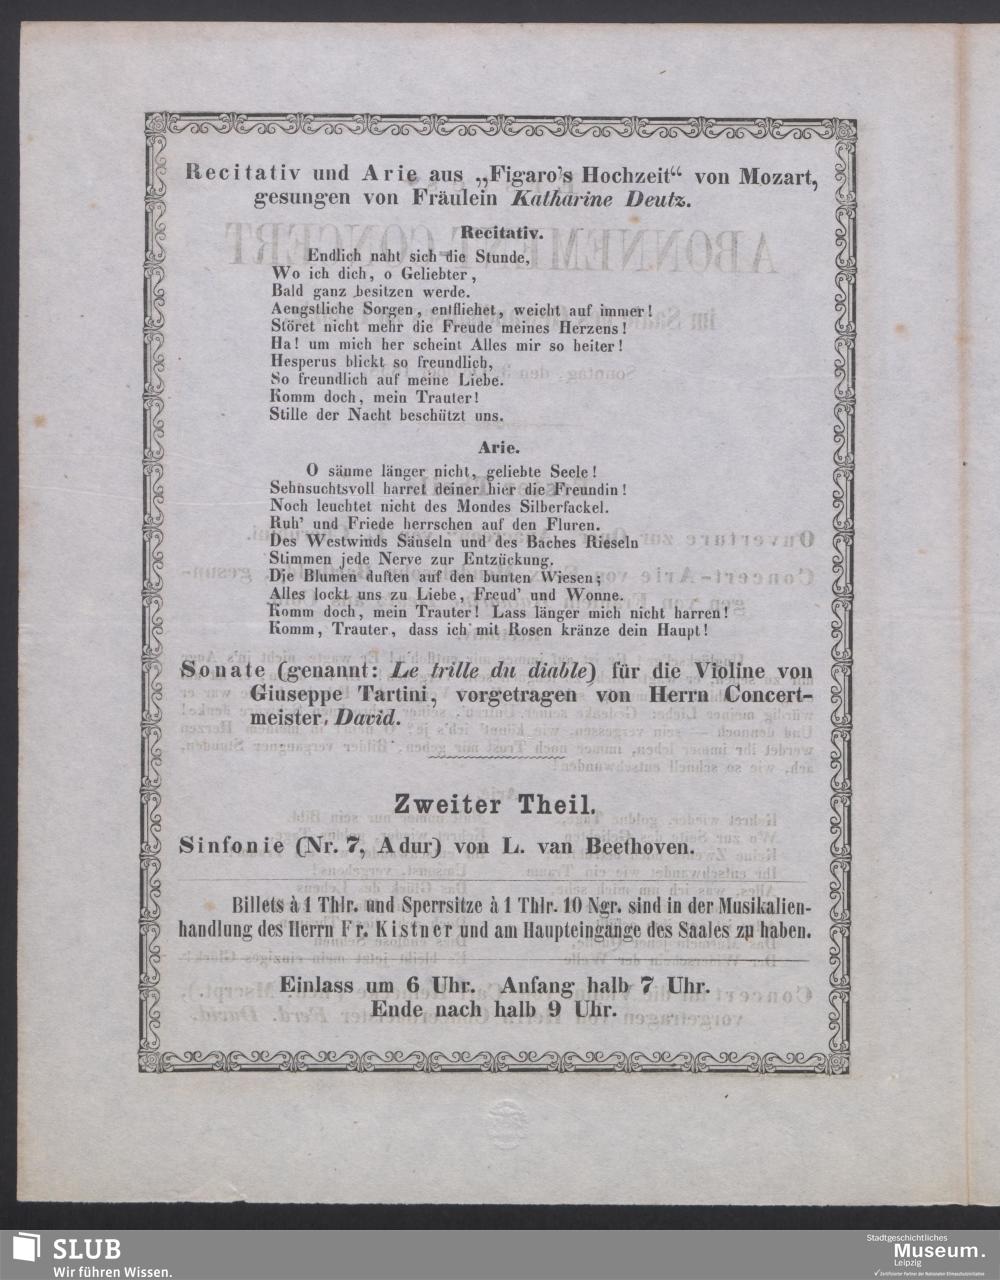 Recitativ und Arie aus „Figaro's Hochzeit“ von Mozart,
gesungen von Fräulein Katharine Deutz.
Recitativ.
Endlich naht sich die Stunde,
Wo ich dich, o Geliebter,
Bald ganz besitzen werde.
Aengstliche Sorgen, entfliehet, weicht auf immer!
Störet nicht mehr die Freude meines Herzens!
Ha! um mich her scheint Alles mir so heiter!
Hesperus blickt so freundlich,
So freundlich auf meine Liebe.
Komm doch, mein Trauter!
Stille der Nacht beschützt uns.
Arie.
O säume länger nicht, geliebte Seele!
Sehnsuchtsvoll harret deiner hier die Freundin!
Noch leuchtet nicht des Mondes Silberfackel.
Ruh' und Friede herrschen auf den Fluren.
Des Westwinds Säuseln und des Baches Rieseln
Stimmen jede Nerve zur Entzückung.
Die Blumen duften auf den bunten Wiesen;
Alles lockt uns zu Liebe, Freud' und Wonne.
Komm doch, mein Trauter! Lass länger mich nicht harren!
Komm, Trauter, dass ich mit Rosen kränze dein Haupt!
Sonate (genannt: Le trille du diable) für die Violine von
Giuseppe Tartini, vorgetragen von Herrn Concert-
meister David.
Zweiter Theil.
Sinfonie (Nr. 7, A dur) von L. van Beethoven.
Billets à 1 Thlr. und Sperrsitze à 1 Thlr. 10 Ngr. sind in der Musikalien-
handlung des Herrn Fr. Kistner und am Haupteingange des Saales zu haben.
Einlass um 6 Uhr. Anfang halb 7 Uhr.
Ende nach halb 9 Uhr.
SLUB
Wir führen Wissen.
Stadtgeschichtliches
Museum.
Leipzig
Zertifizierter Partner der Nationalen Klimaschutzinitiative